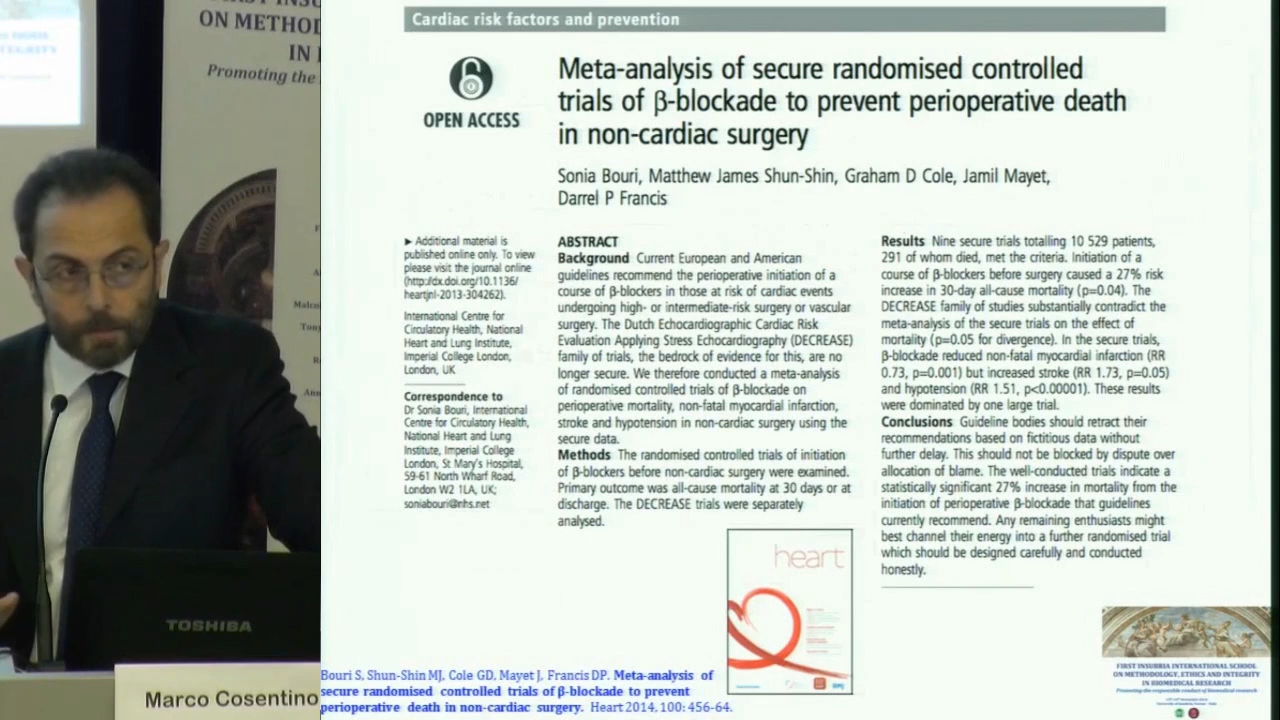 ON METHOD
IN
Promoting the
TOSHIBA
Marco Cosentino
Cardiac risk factors and prevention
OPEN ACCESS
Meta-analysis of secure randomised controlled
trials of β-blockade to prevent perioperative death
in non-cardiac surgery
Sonia Bouri, Matthew James Shun-Shin, Graham D Cole, Jamil Mayet,
Darrel P Francis
► Additional material is
published online only. To view
please visit the journal online
(http://dx.doi.org/10.1136/
heartjnl-2013-304262).
International Centre for
Circulatory Health, National
Heart and Lung Institute,
Imperial College London,
London, UK
Correspondence to
Dr Sonia Bouri, International
Centre for Circulatory Health,
National Heart and Lung
Institute, Imperial College
London, St Mary's Hospital,
59-61 North Wharf Road,
London W2 1LA, UK;
soniabouri@nhs.net
ABSTRACT
Background Current European and American
guidelines recommend the perioperative initiation of a
course of β-blockers in those at risk of cardiac events
undergoing high- or intermediate-risk surgery or vascular
surgery. The Dutch Echocardiographic Cardiac Risk
Evaluation Applying Stress Echocardiography (DECREASE)
family of trials, the bedrock of evidence for this, are no
longer secure. We therefore conducted a meta-analysis
of randomised controlled trials of β-blockade on
perioperative mortality, non-fatal myocardial infarction,
stroke and hypotension in non-cardiac surgery using the
secure data.
Methods The randomised controlled trials of initiation
of β-blockers before non-cardiac surgery were examined.
Primary outcome was all-cause mortality at 30 days or at
discharge. The DECREASE trials were separately
analysed.
Results Nine secure trials totalling 10 529 patients,
291 of whom died, met the criteria. Initiation of a
course of β-blockers before surgery caused a 27% risk
increase in 30-day all-cause mortality (p=0.04). The
DECREASE family of studies substantially contradict the
meta-analysis of the secure trials on the effect of
mortality (p=0.05 for divergence). In the secure trials,
β-blockade reduced non-fatal myocardial infarction (RR
0.73, p=0.001) but increased stroke (RR 1.73, p=0.05)
and hypotension (RR 1.51, p<0.00001). These results
were dominated by one large trial.
Conclusions Guideline bodies should retract their
recommendations based on fictitious data without
further delay. This should not be blocked by dispute over
allocation of blame. The well-conducted trials indicate a
statistically significant 27% increase in mortality from the
initiation of perioperative β-blockade that guidelines
currently recommend. Any remaining enthusiasts might
best channel their energy into a further randomised trial
which should be designed carefully and conducted
honestly.
heart
Bouri S, Shun-Shin MJ, Cole GD, Mayet J, Francis DP. Meta-analysis of
secure randomised controlled trials of β-blockade to prevent
perioperative death in non-cardiac surgery. Heart 2014, 100: 456-64.
FIRST INSUBRIA INTERNATIONAL SCHOOL
ON METHODOLOGY, ETHICS AND INTEGRITY
IN BIOMEDICAL RESEARCH
Promoting the responsible conduct of biomedical research